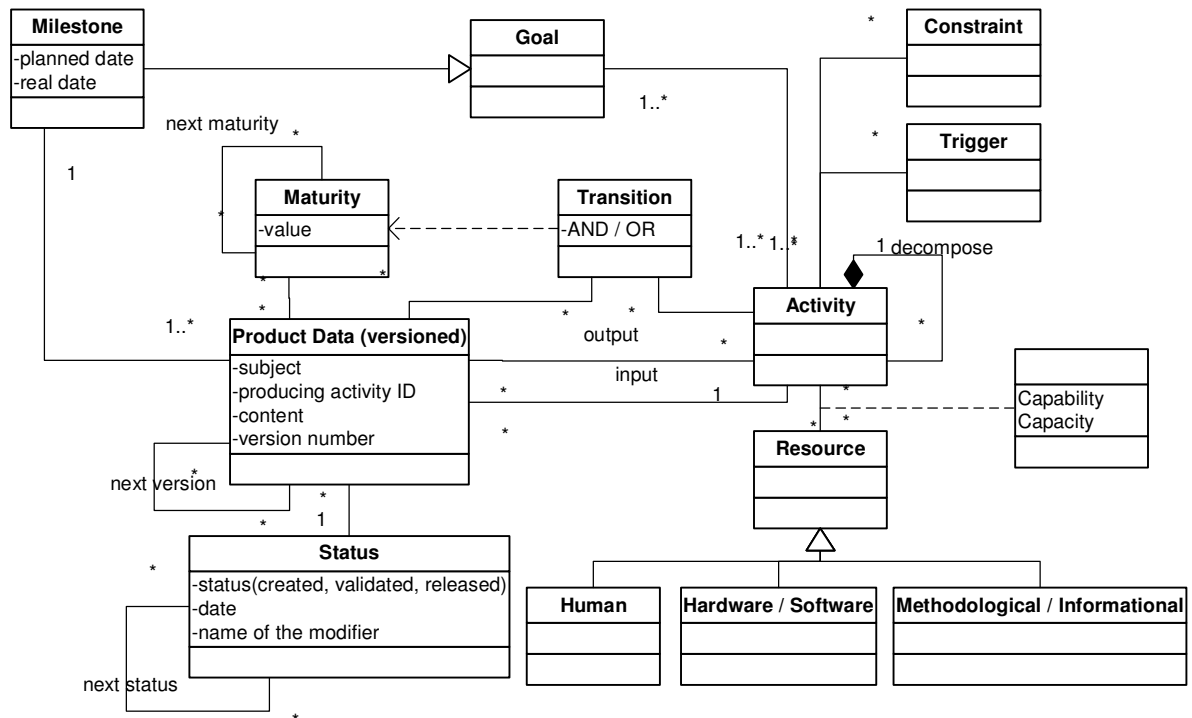 Milestone
-planned date
-real date
Goal
1..*
*
Constraint
*
Trigger
next maturity
*
*
1
Maturity
-value
Transition
-AND / OR
1..*
1..*
*
1
decompose
*
Activity
*
*
*
1..*
*
*
output
*
input
*
1
*
Product Data (versioned)
-subject
-producing activity ID
-content
-version number
*
*
*
Capability
Capacity
Resource
next version
*
*
*
1
*
Status
-status(created, validated, released)
-date
-name of the modifier
next status
*
Human
Hardware / Software
Methodological / Informational